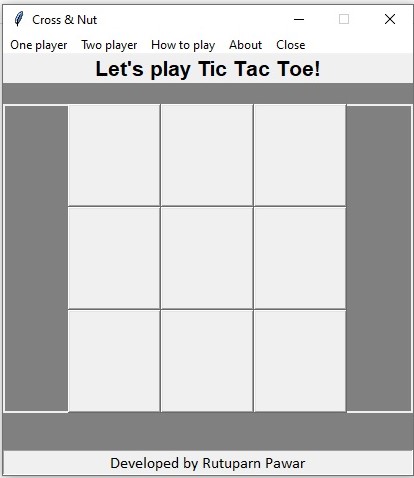 Cross & Nut
One player Two player How to play About Close
Let's play Tic Tac Toe!
Developed by Rutuparn Pawar